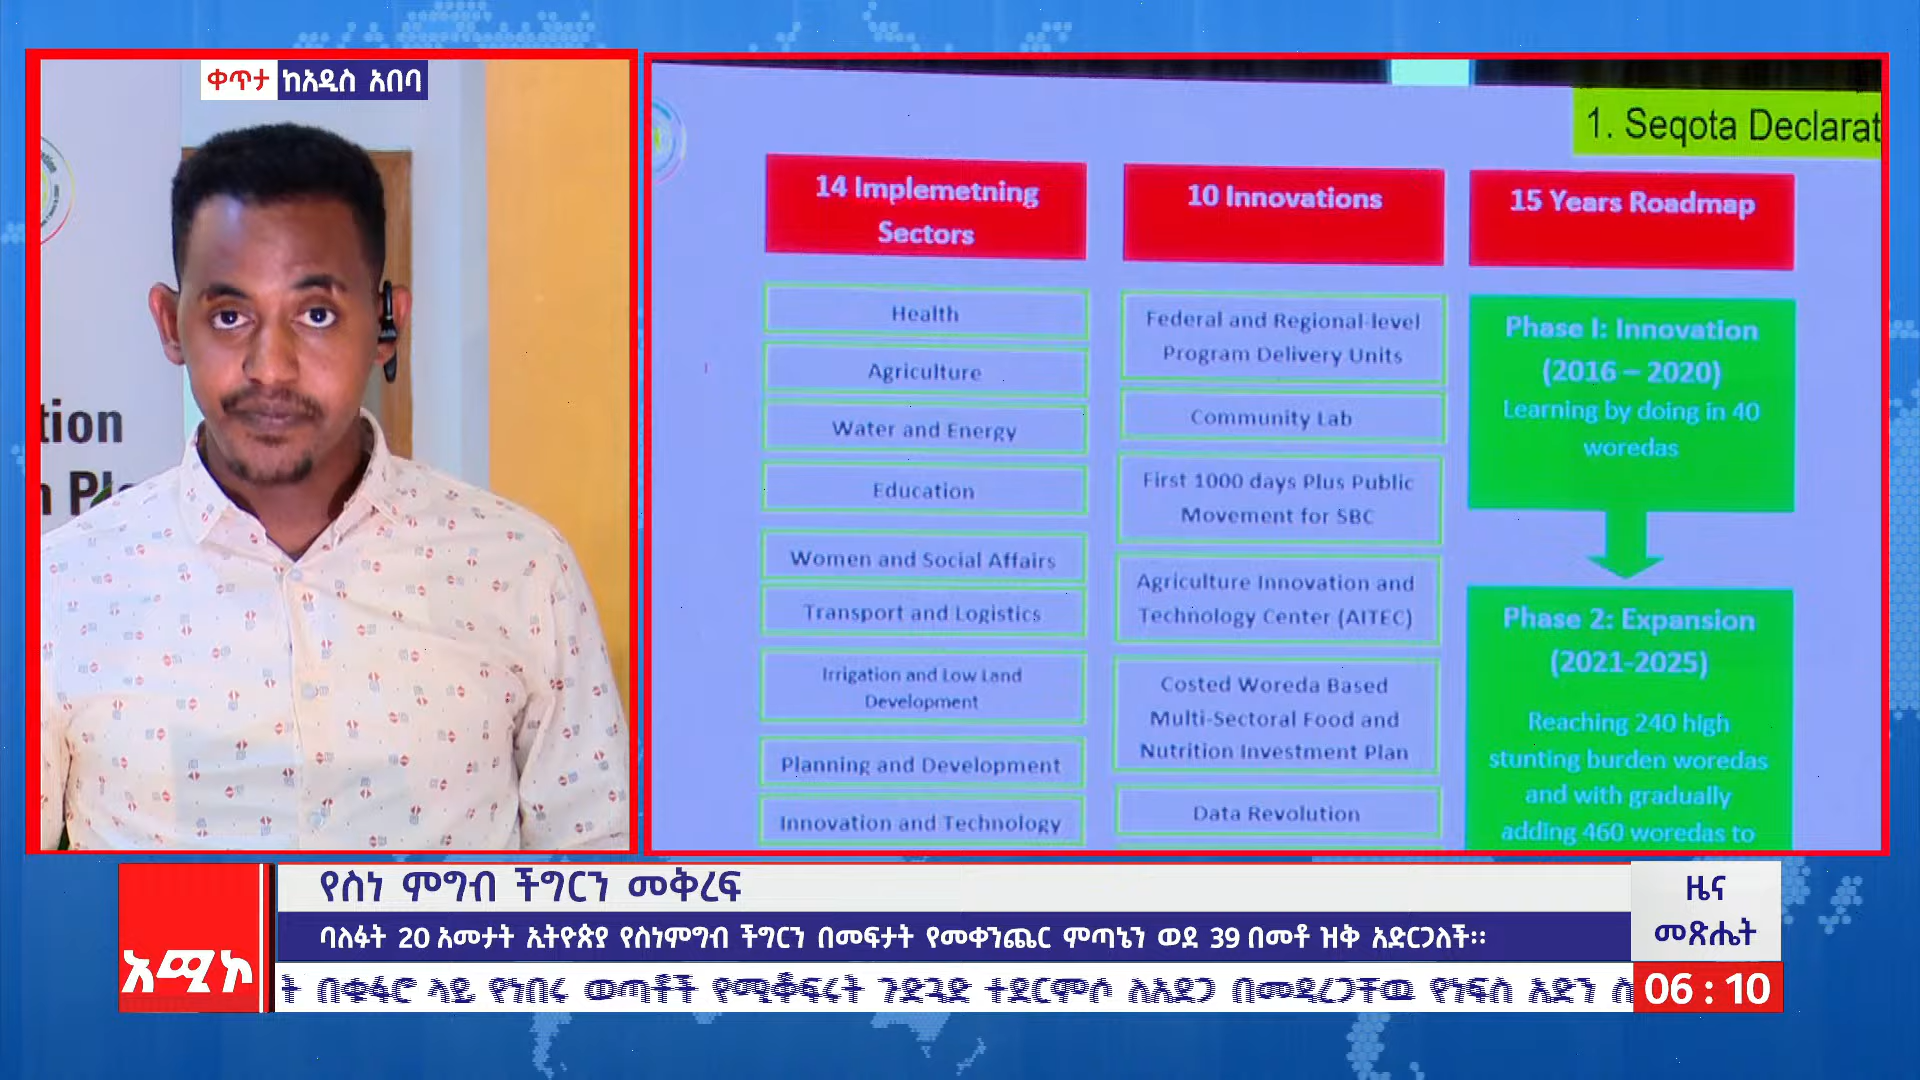 ቀጥታ ከአዲስ አበባ
tion
1. Seqota Declarat
14 Implemetning
Sectors
Health
Agriculture
Water and Energy
Education
Women and Social Affairs
Transport and Logistics
Irrigation and Low Land
Development
Planning and Development
Innovation and Technology
10 Innovations
Federal and Regional-level
Program Delivery Units
Community Lab
First 1000 days Plus Public
Movement for SBC
Agriculture Innovation and
Technology Center (AITEC)
Costed Woreda Based
Multi-Sectoral Food and
Nutrition Investment Plan
Data Revolution
15 Years Roadmap
Phase I: Innovation
(2016 – 2020)
Learning by doing in 40
woredas
Phase 2: Expansion
(2021-2025)
Reaching 240 high
stunting burden woredas
and with gradually
adding 460 woredas to
የስነ ምግብ ችግርን መቅረፍ
ባለፉት 20 አመታት ኢትዮጵያ የስነምግብ ችግርን በመፍታት የመቀንጨር ምጣኔን ወደ 39 በመቶ ዝቅ አድርጋለች።
ዜና
መጽሔት
አሚኮ
ት በቁፋሮ ላይ የነበሩ ወጣቶች የሚቆፍሩት ጉድጓድ ተደርምሶ ለአደጋ በመዳረጋቸዉ የነፍስ አድን ስ
06:10